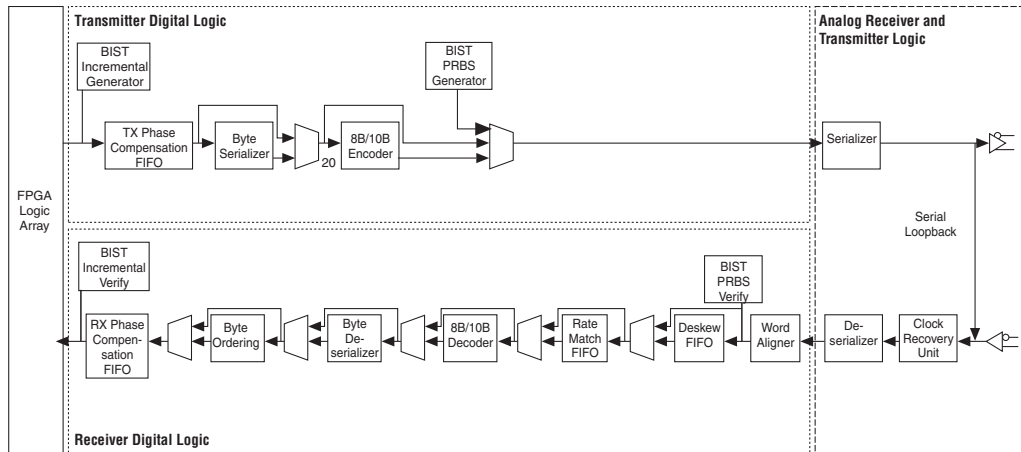 Transmitter Digital Logic
Analog Receiver and
Transmitter Logic
BIST
Incremental
Generator
BIST
PRBS
Generator
TX Phase
Compensation
FIFO
Byte
Serializer
20
8B/10B
Encoder
Serializer
FPGA
Logic
Array
Serial
Loopback
BIST
Incremental
Verify
BIST
PRBS
Verify
RX Phase
Compen-
sation
FIFO
Byte
Ordering
Byte
De-
serializer
8B/10B
Decoder
Rate
Match
FIFO
Deskew
FIFO
Word
Aligner
De-
serializer
Clock
Recovery
Unit
Receiver Digital Logic